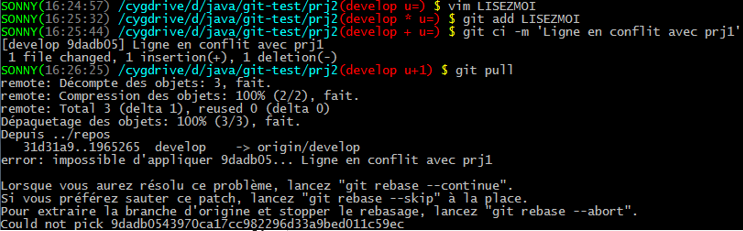 SONNY(16:24:57) /cygdrive/d/java/git-test/prj2(develop u=) $ vim LISEZMOI
SONNY(16:25:32) /cygdrive/d/java/git-test/prj2(develop * u=) $ git add LISEZMOI
SONNY(16:25:44) /cygdrive/d/java/git-test/prj2(develop + u=) $ git ci -m 'Ligne en conflit avec prj1'
[develop 9dadb05] Ligne en conflit avec prj1
1 file changed, 1 insertion(+), 1 deletion(-)
SONNY(16:26:25) /cygdrive/d/java/git-test/prj2(develop u+1) $ git pull
remote: Décompte des objets: 3, fait.
remote: Compression des objets: 100% (2/2), fait.
remote: Total 3 (delta 1), reused 0 (delta 0)
Dépaquetage des objets: 100% (3/3), fait.
Depuis ../repos
31d31a9..1965265 develop -> origin/develop
error: impossible d'appliquer 9dadb05... Ligne en conflit avec prj1
Lorsque vous aurez résolu ce problème, lancez "git rebase --continue".
Si vous préférez sauter ce patch, lancez "git rebase --skip" à la place.
Pour extraire la branche d'origine et stopper le rebasage, lancez "git rebase --abort".
Could not pick 9dadb0543970ca17cc982296d33a9bed011c59ec